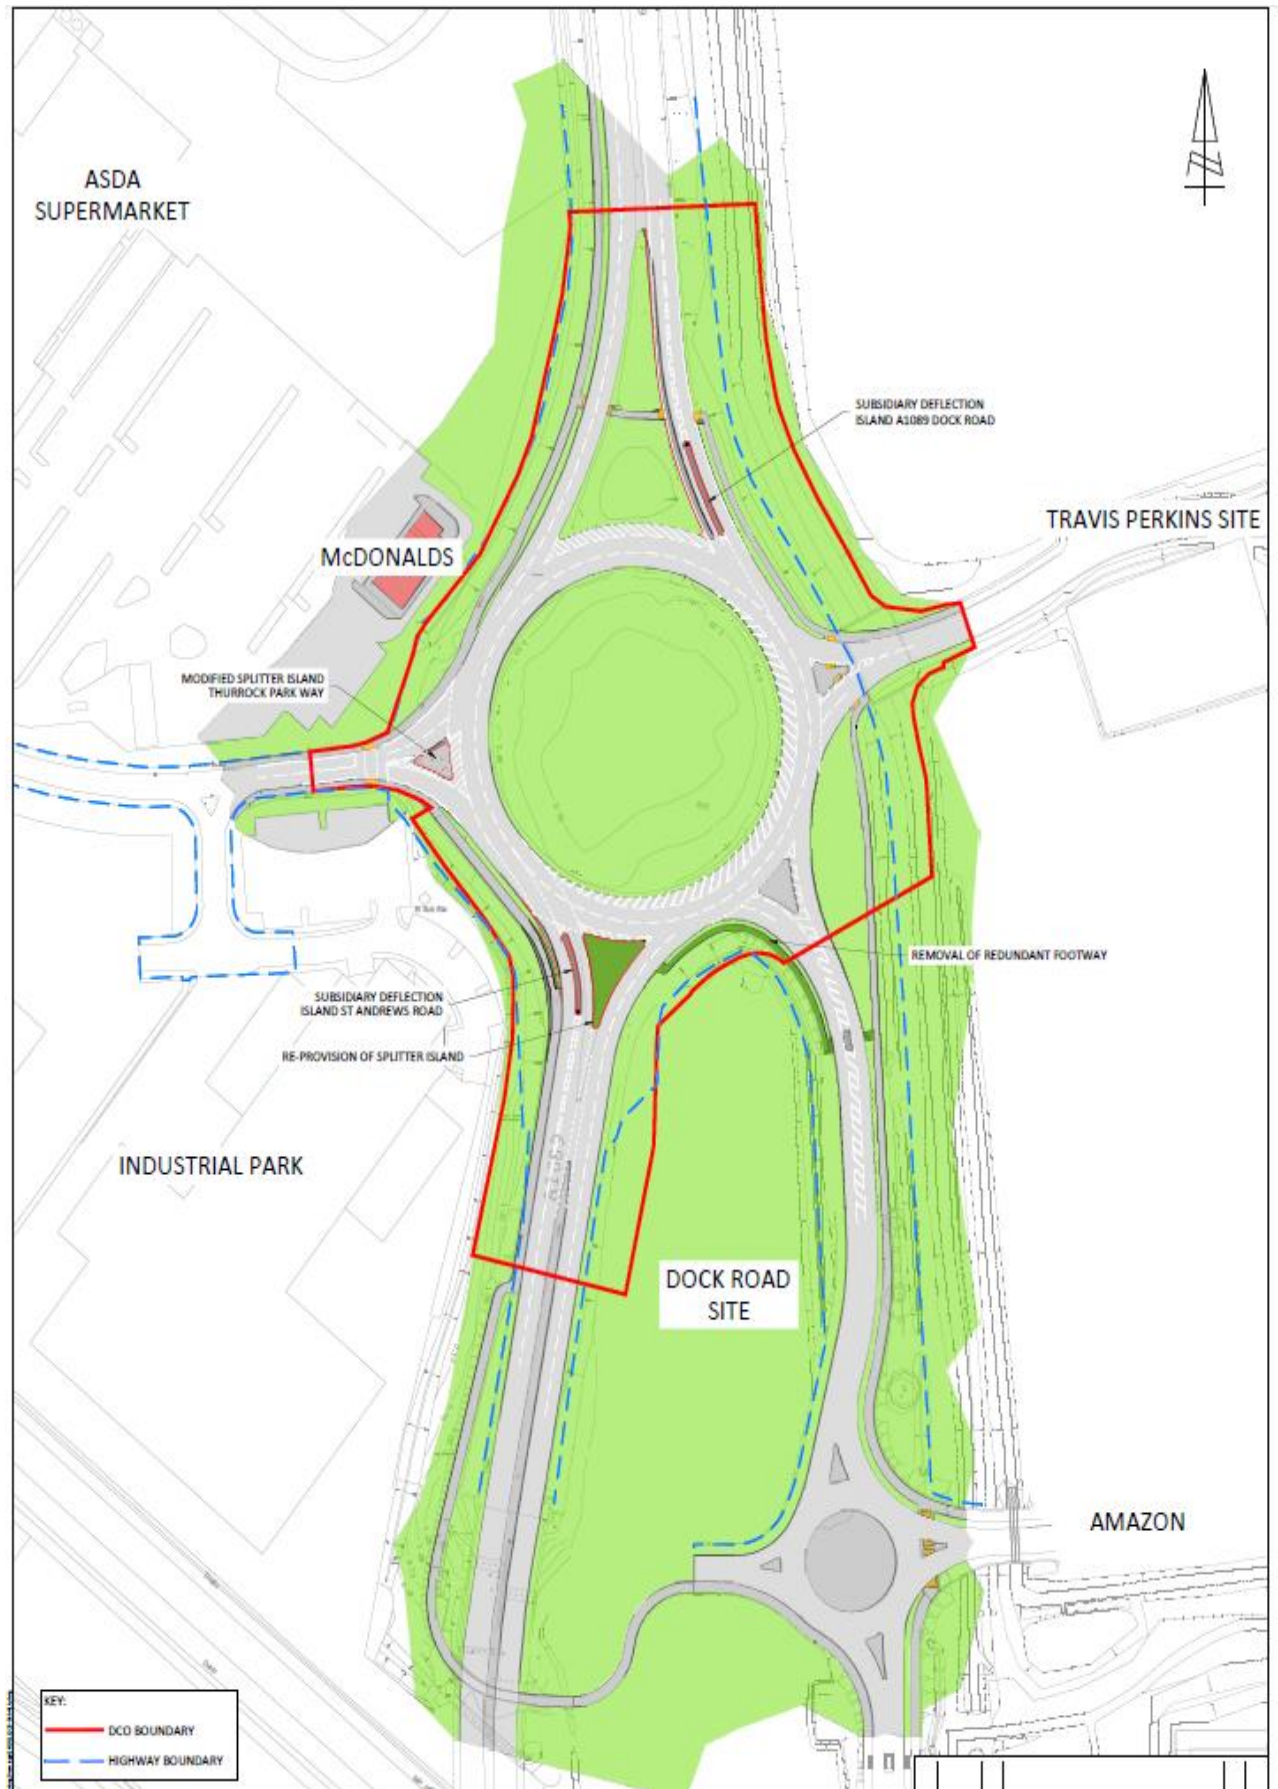 ASDA
SUPERMARKET
SUBSIDIARY DEFLECTION
ISLAND A1089 DOCK ROAD
TRAVIS PERKINS SITE
McDONALDS
MODIFIED SPLITTER ISLAND
THURROCK PARK WAY
REMOVAL OF REDUNDANT FOOTWAY
SUBSIDIARY DEFLECTION
ISLAND ST ANDREWS ROAD
RE-PROVISION OF SPLITTER ISLAND
INDUSTRIAL PARK
DOCK ROAD
SITE
AMAZON
KEY:
DCO BOUNDARY
HIGHWAY BOUNDARY